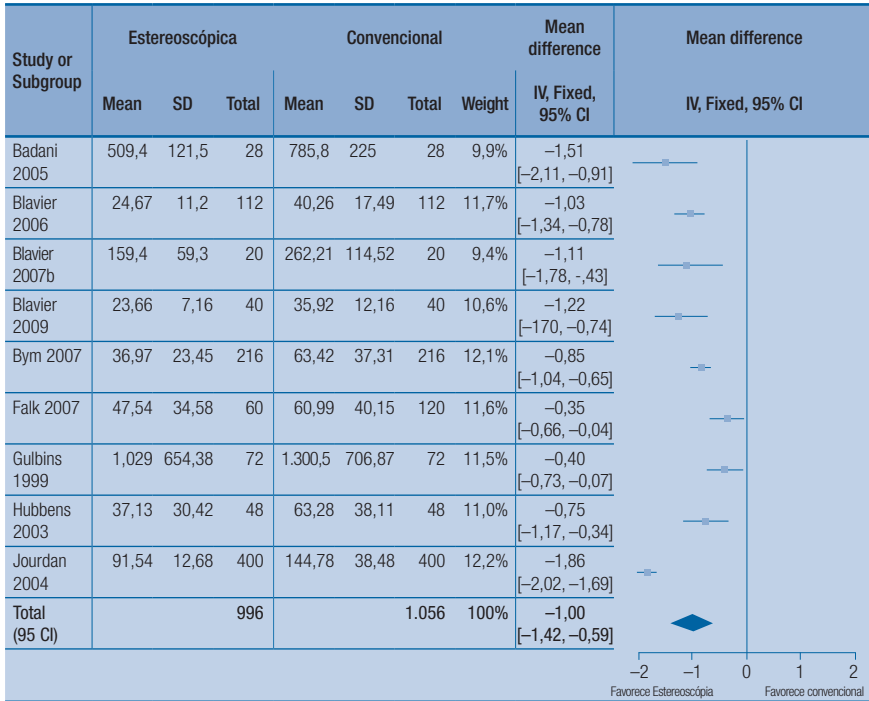 Study or
Subgroup
Estereoscópica
Convencional
Mean
difference
Mean difference
Mean SD Total Mean SD Total Weight
IV, Fixed,
95% CI
IV, Fixed, 95% CI
Badani
2005
509,4 121,5 28 785,8 225 28 9,9% –1,51
[–2,11, –0,91]
Blavier
2006
24,67 11,2 112 40,26 17,49 112 11,7% –1,03
[–1,34, –0,78]
Blavier
2007b
159,4 59,3 20 262,21 114,52 20 9,4% –1,11
[–1,78, -,43]
Blavier
2009
23,66 7,16 40 35,92 12,16 40 10,6% –1,22
[–170, –0,74]
Bym 2007 36,97 23,45 216 63,42 37,31 216 12,1% –0,85
[–1,04, –0,65]
Falk 2007 47,54 34,58 60 60,99 40,15 120 11,6% –0,35
[–0,66, –0,04]
Gulbins
1999
1,029 654,38 72 1.300,5 706,87 72 11,5% –0,40
[–0,73, –0,07]
Hubbens
2003
37,13 30,42 48 63,28 38,11 48 11,0% –0,75
[–1,17, –0,34]
Jourdan
2004
91,54 12,68 400 144,78 38,48 400 12,2% –1,86
[–2,02, –1,69]
Total
(95 CI)
996 1.056 100% –1,00
[–1,42, –0,59]
–2 –1 0 1 2
Favorece Estereoscópia Favorece convencional